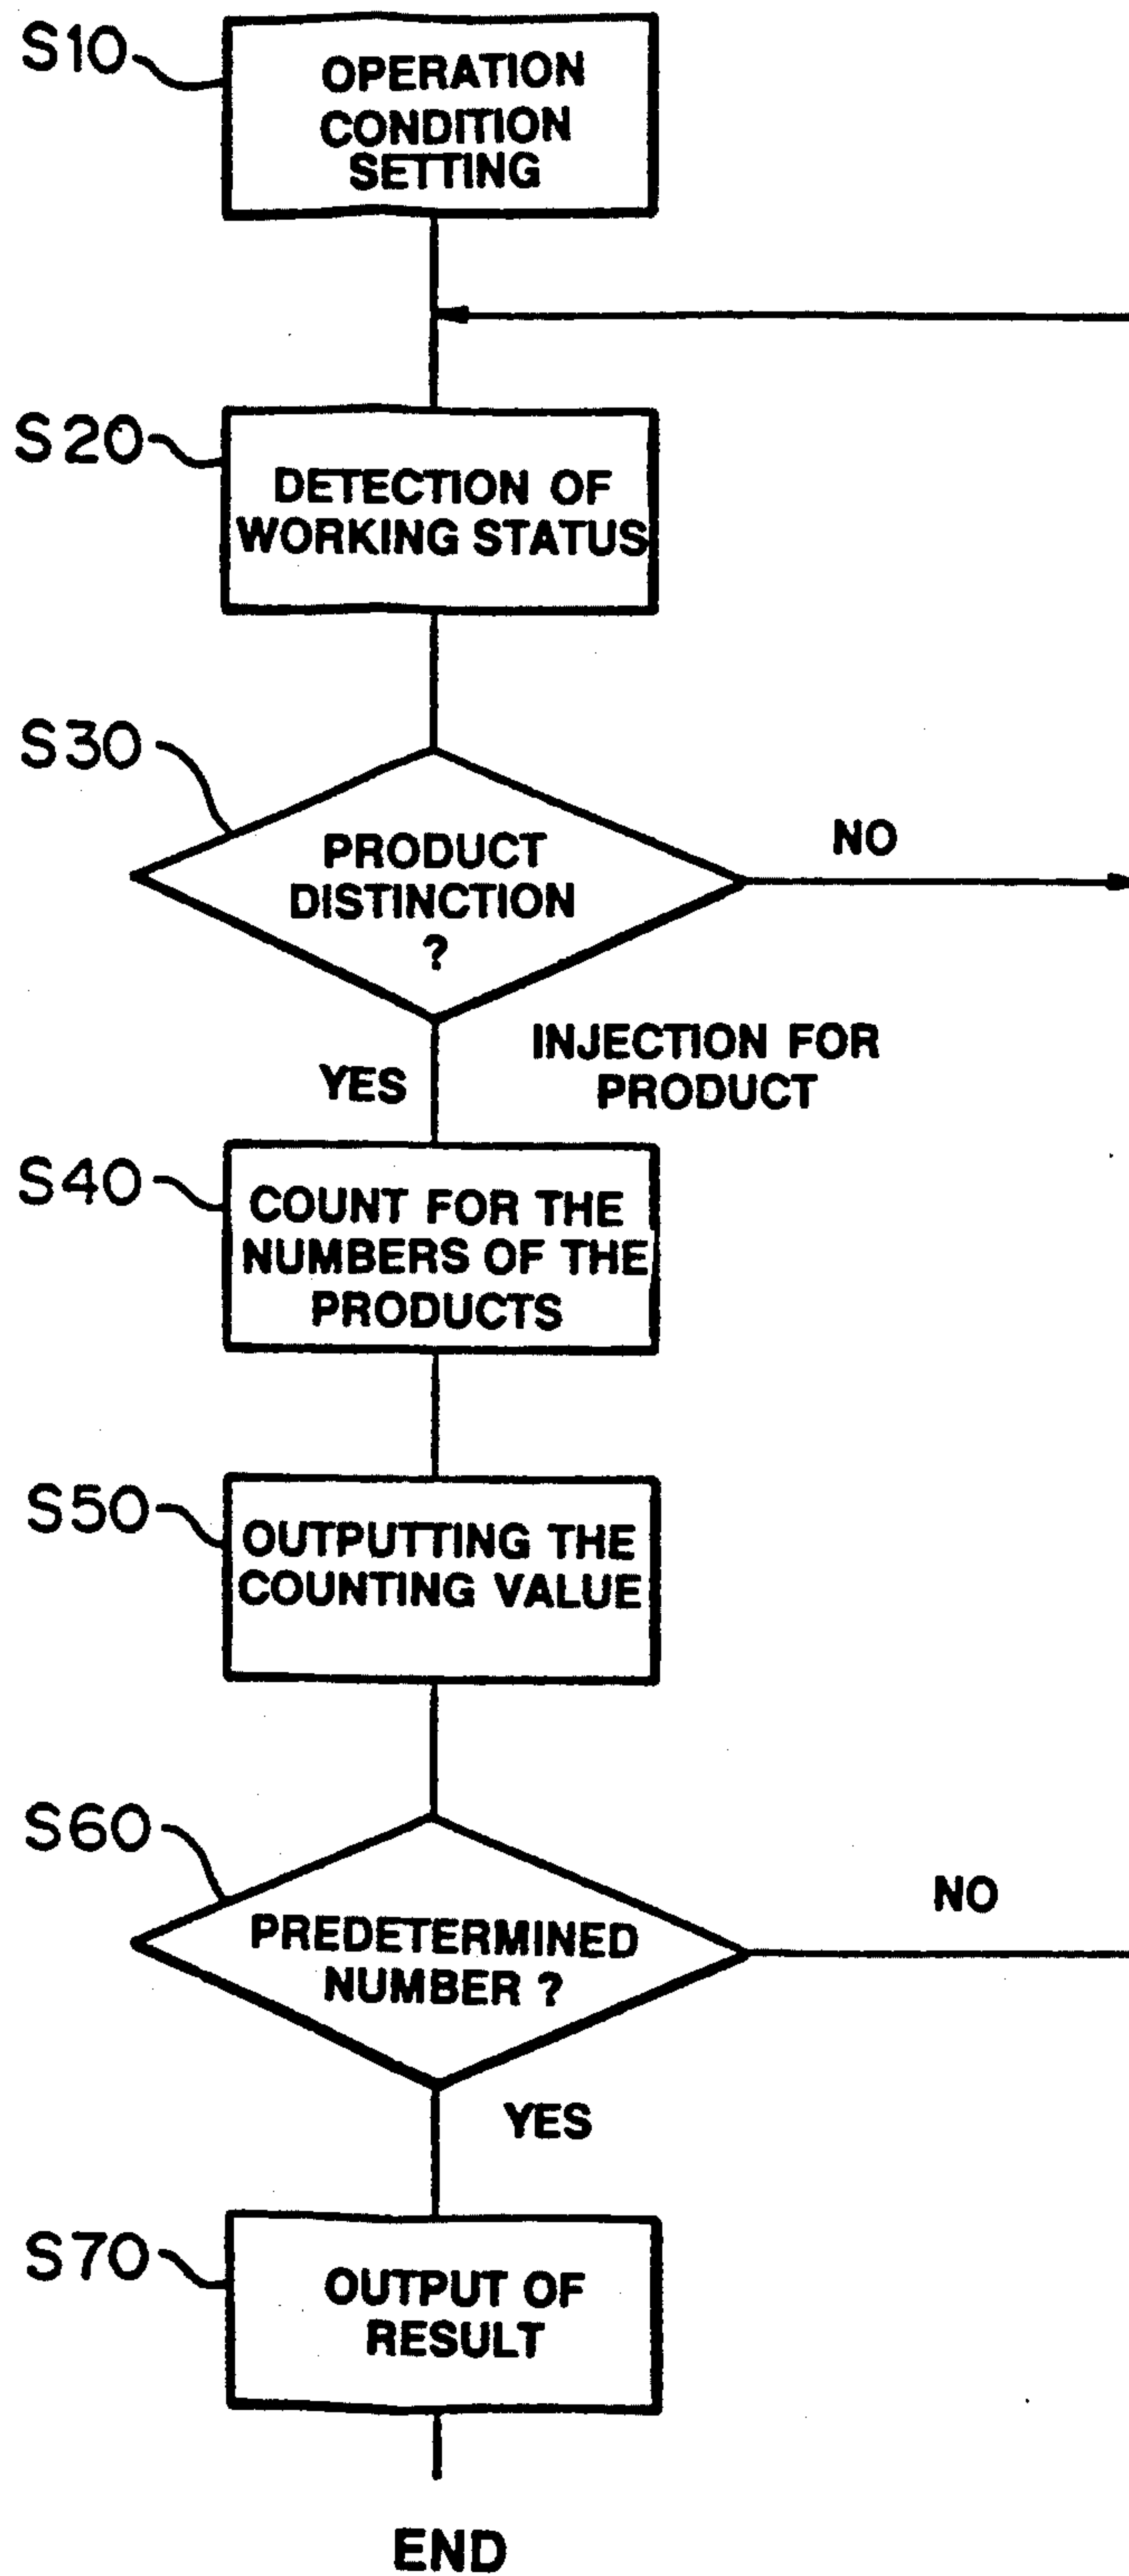 S10
OPERATION
CONDITION
SETTING
S20
DETECTION OF
WORKING STATUS
S30
PRODUCT
DISTINCTION
?
NO
YES
INJECTION FOR
PRODUCT
S40
COUNT FOR THE
NUMBERS OF THE
PRODUCTS
S50
OUTPUTTING THE
COUNTING VALUE
S60
PREDETERMINED
NUMBER ?
NO
YES
S70
OUTPUT OF
RESULT
END